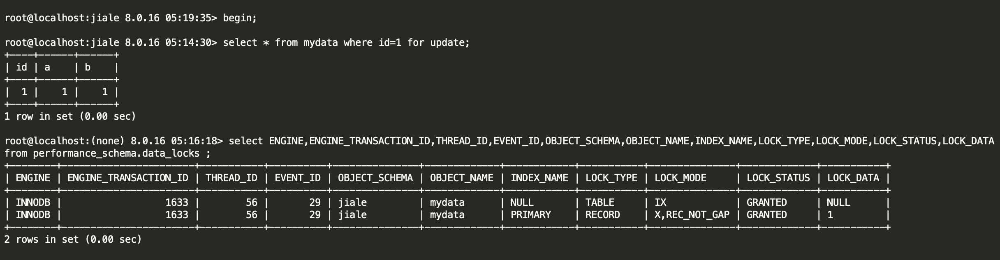 root@localhost:jiale 8.0.16 05:19:35> begin;
root@localhost:jiale 8.0.16 05:14:30> select * from mydata where id=1 for update;
+----+------+------+
| id | a    | b    |
+----+------+------+
|  1 |    1 |    1 |
+----+------+------+
1 row in set (0.00 sec)
root@localhost:(none) 8.0.16 05:16:18> select ENGINE,ENGINE_TRANSACTION_ID,THREAD_ID,EVENT_ID,OBJECT_SCHEMA,OBJECT_NAME,INDEX_NAME,LOCK_TYPE,LOCK_MODE,LOCK_STATUS,LOCK_DATA
from performance_schema.data_locks ;
+--------+-----------------------+-----------+----------+---------------+-------------+------------+-----------+---------------+-------------+-----------+
| ENGINE | ENGINE_TRANSACTION_ID | THREAD_ID | EVENT_ID | OBJECT_SCHEMA | OBJECT_NAME | INDEX_NAME | LOCK_TYPE | LOCK_MODE     | LOCK_STATUS | LOCK_DATA |
+--------+-----------------------+-----------+----------+---------------+-------------+------------+-----------+---------------+-------------+-----------+
| INNODB |                  1633 |        56 |       29 | jiale         | mydata      | NULL       | TABLE     | IX            | GRANTED     | NULL      |
| INNODB |                  1633 |        56 |       29 | jiale         | mydata      | PRIMARY    | RECORD    | X,REC_NOT_GAP | GRANTED     | 1         |
+--------+-----------------------+-----------+----------+---------------+-------------+------------+-----------+---------------+-------------+-----------+
2 rows in set (0.00 sec)